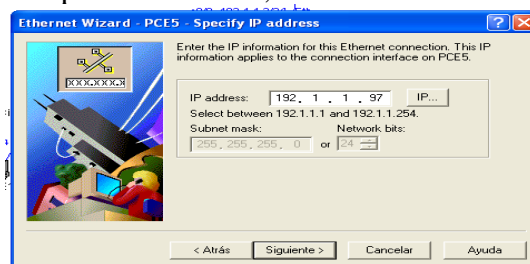 Ethernet Wizard - PCE5 - Specify IP address
Enter the IP information for this Ethernet connection. This IP
information applies to the connection interface on PCE5.
XXX.XXX.X
IP address: 192 . 1 . 1 . 97 IP...
Select between 192.1.1.1 and 192.1.1.254.
Subnet mask: Network bits:
255 . 255 . 255 . 0 or 24
< Atrás Siguiente > Cancelar Ayuda